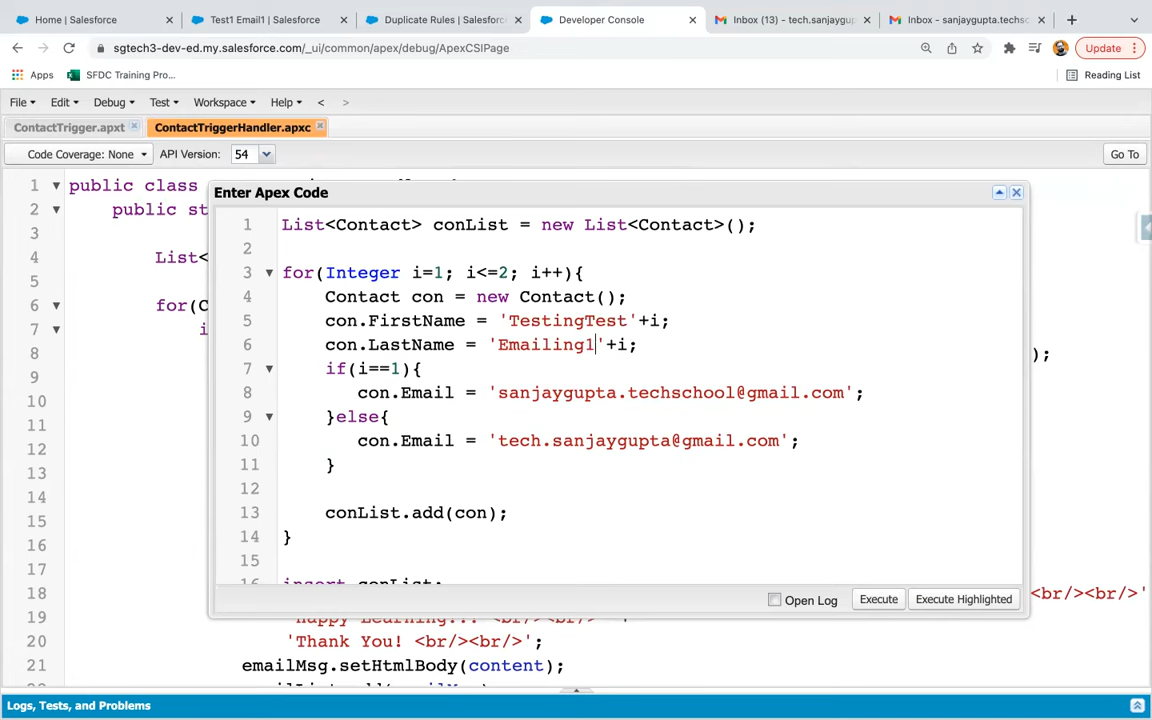 Home | Salesforce
Test1 Email1 | Salesforce
Duplicate Rules | Salesforc
Developer Console
Inbox (13) - tech.sanjaygu
Inbox - sanjaygupta.techs
sgtech3-dev-ed.my.salesforce.com/_ui/common/apex/debug/ApexCSIPage
Update
Apps
SFDC Training Pro...
Reading List
File
Edit
Debug
Test
Workspace
Help
<
>
ContactTrigger.apxt
ContactTriggerHandler.apxc
Code Coverage: None
API Version:
54
Go To
1 public class
2 public st
3
4 List<
5
6 for(C
7 i
8 );
9
10
11
12
13
14
15
16
17
18 <br/><br/>'
19
20 'Thank You! <br/><br/>';
21 emailMsg.setHtmlBody(content);
Enter Apex Code
1 List<Contact> conList = new List<Contact>();
2
3 for(Integer i=1; i<=2; i++){
4 Contact con = new Contact();
5 con.FirstName = 'TestingTest'+i;
6 con.LastName = 'Emailing1'+i;
7 if(i==1){
8 con.Email = 'sanjaygupta.techschool@gmail.com';
9 }else{
10 con.Email = 'tech.sanjaygupta@gmail.com';
11 }
12
13 conList.add(con);
14 }
15
16 insert conList;
Open Log
Execute
Execute Highlighted
Logs, Tests, and Problems